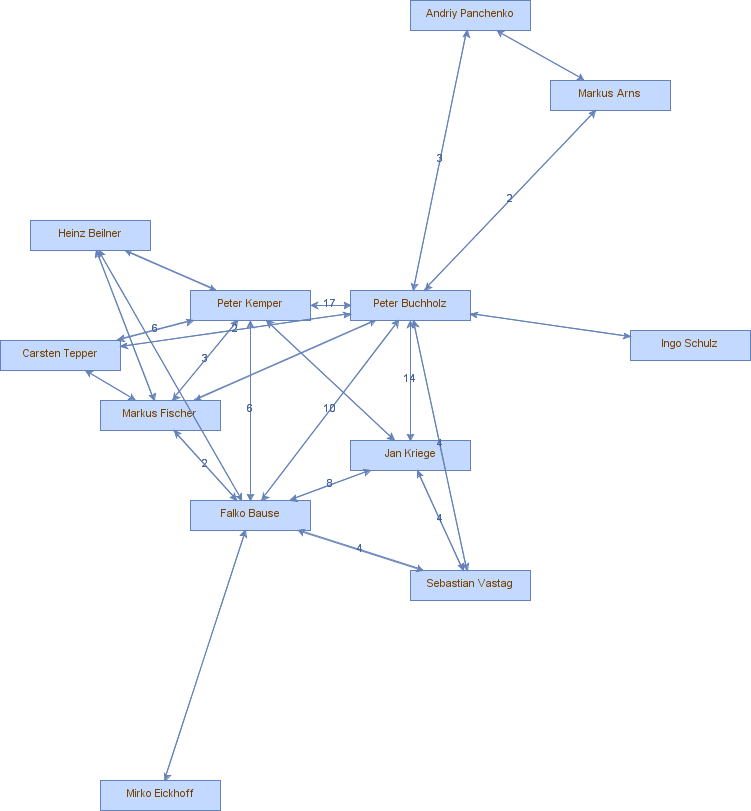 Andriy Panchenko
Markus Arns
3
2
Heinz Beilner
Peter Kemper
17
Peter Buchholz
6
2
Ingo Schulz
Carsten Tepper
3
14
Markus Fischer
6
10
4
Jan Kriege
2
8
Falko Bause
4
4
Sebastian Vastag
Mirko Eickhoff